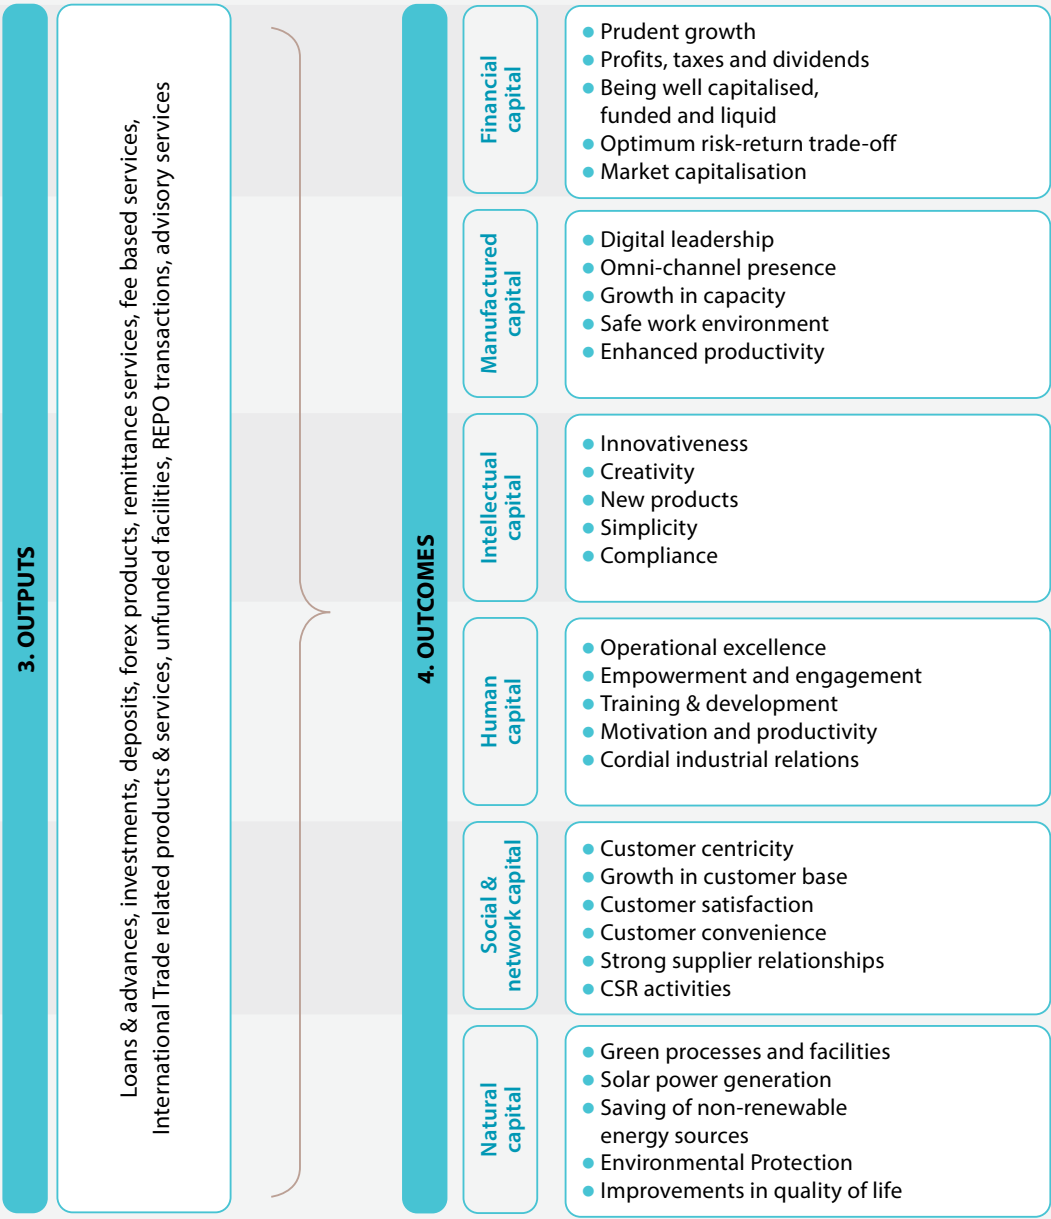 3. OUTPUTS
Loans & advances, investments, deposits, forex products, remittance services, fee based services,
International Trade related products & services, unfunded facilities, REPO transactions, advisory services
4. OUTCOMES
Financial
capital
● Prudent growth
● Profits, taxes and dividends
● Being well capitalised,
funded and liquid
● Optimum risk-return trade-off
● Market capitalisation
Manufactured
capital
● Digital leadership
● Omni-channel presence
● Growth in capacity
● Safe work environment
● Enhanced productivity
Intellectual
capital
● Innovativeness
● Creativity
● New products
● Simplicity
● Compliance
Human
capital
● Operational excellence
● Empowerment and engagement
● Training & development
● Motivation and productivity
● Cordial industrial relations
Social &
network capital
● Customer centricity
● Growth in customer base
● Customer satisfaction
● Customer convenience
● Strong supplier relationships
● CSR activities
Natural
capital
● Green processes and facilities
● Solar power generation
● Saving of non-renewable
energy sources
● Environmental Protection
● Improvements in quality of life